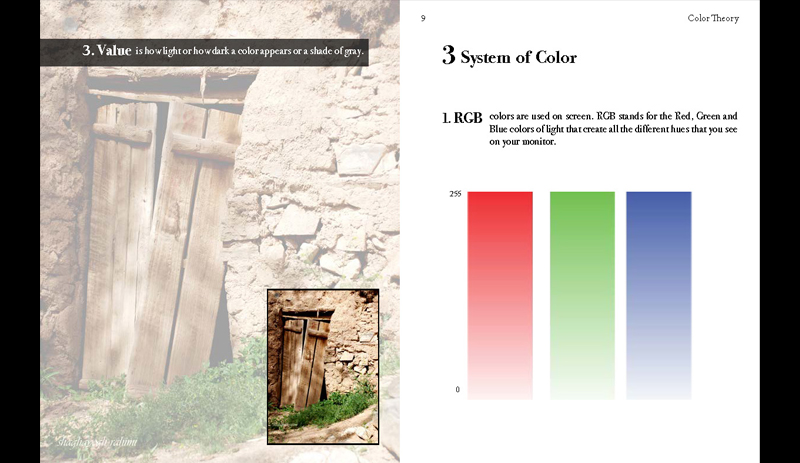 3. Value is how light or how dark a color appears or a shade of gray.
9
Color Theory
3 System of Color
1. RGB colors are used on screen. RGB stands for the Red, Green and
Blue colors of light that create all the different hues that you see
on your monitor.
255
0